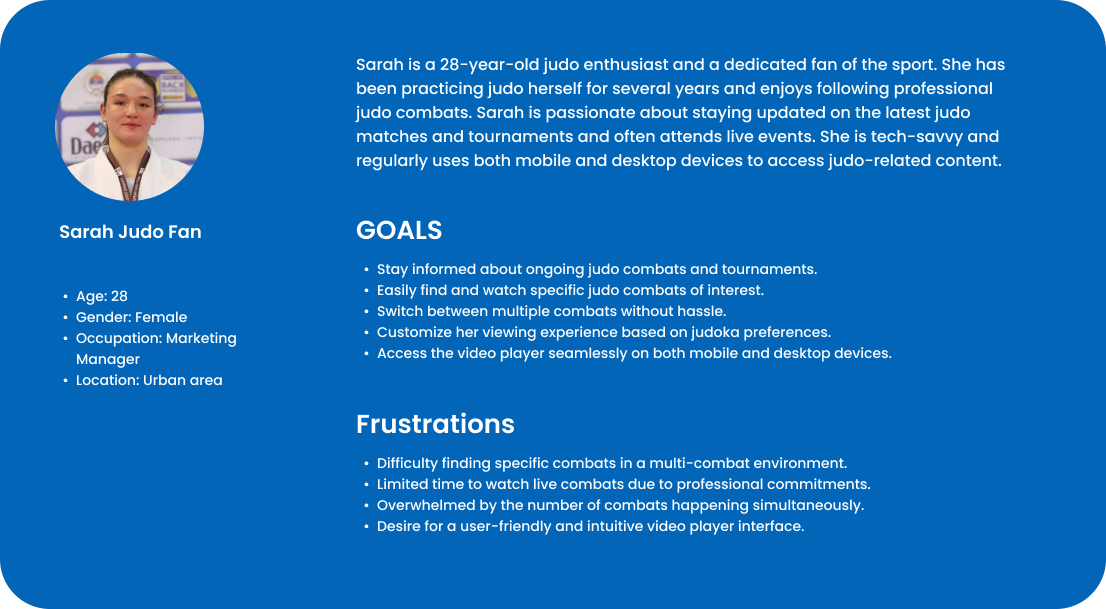 Sarah is a 28-year-old judo enthusiast and a dedicated fan of the sport. She has
been practicing judo herself for several years and enjoys following professional
judo combats. Sarah is passionate about staying updated on the latest judo
matches and tournaments and often attends live events. She is tech-savvy and
regularly uses both mobile and desktop devices to access judo-related content.
Sarah Judo Fan
• Age: 28
• Gender: Female
• Occupation: Marketing
Manager
• Location: Urban area
GOALS
• Stay informed about ongoing judo combats and tournaments.
• Easily find and watch specific judo combats of interest.
• Switch between multiple combats without hassle.
• Customize her viewing experience based on judoka preferences.
• Access the video player seamlessly on both mobile and desktop devices.
Frustrations
• Difficulty finding specific combats in a multi-combat environment.
• Limited time to watch live combats due to professional commitments.
• Overwhelmed by the number of combats happening simultaneously.
• Desire for a user-friendly and intuitive video player interface.